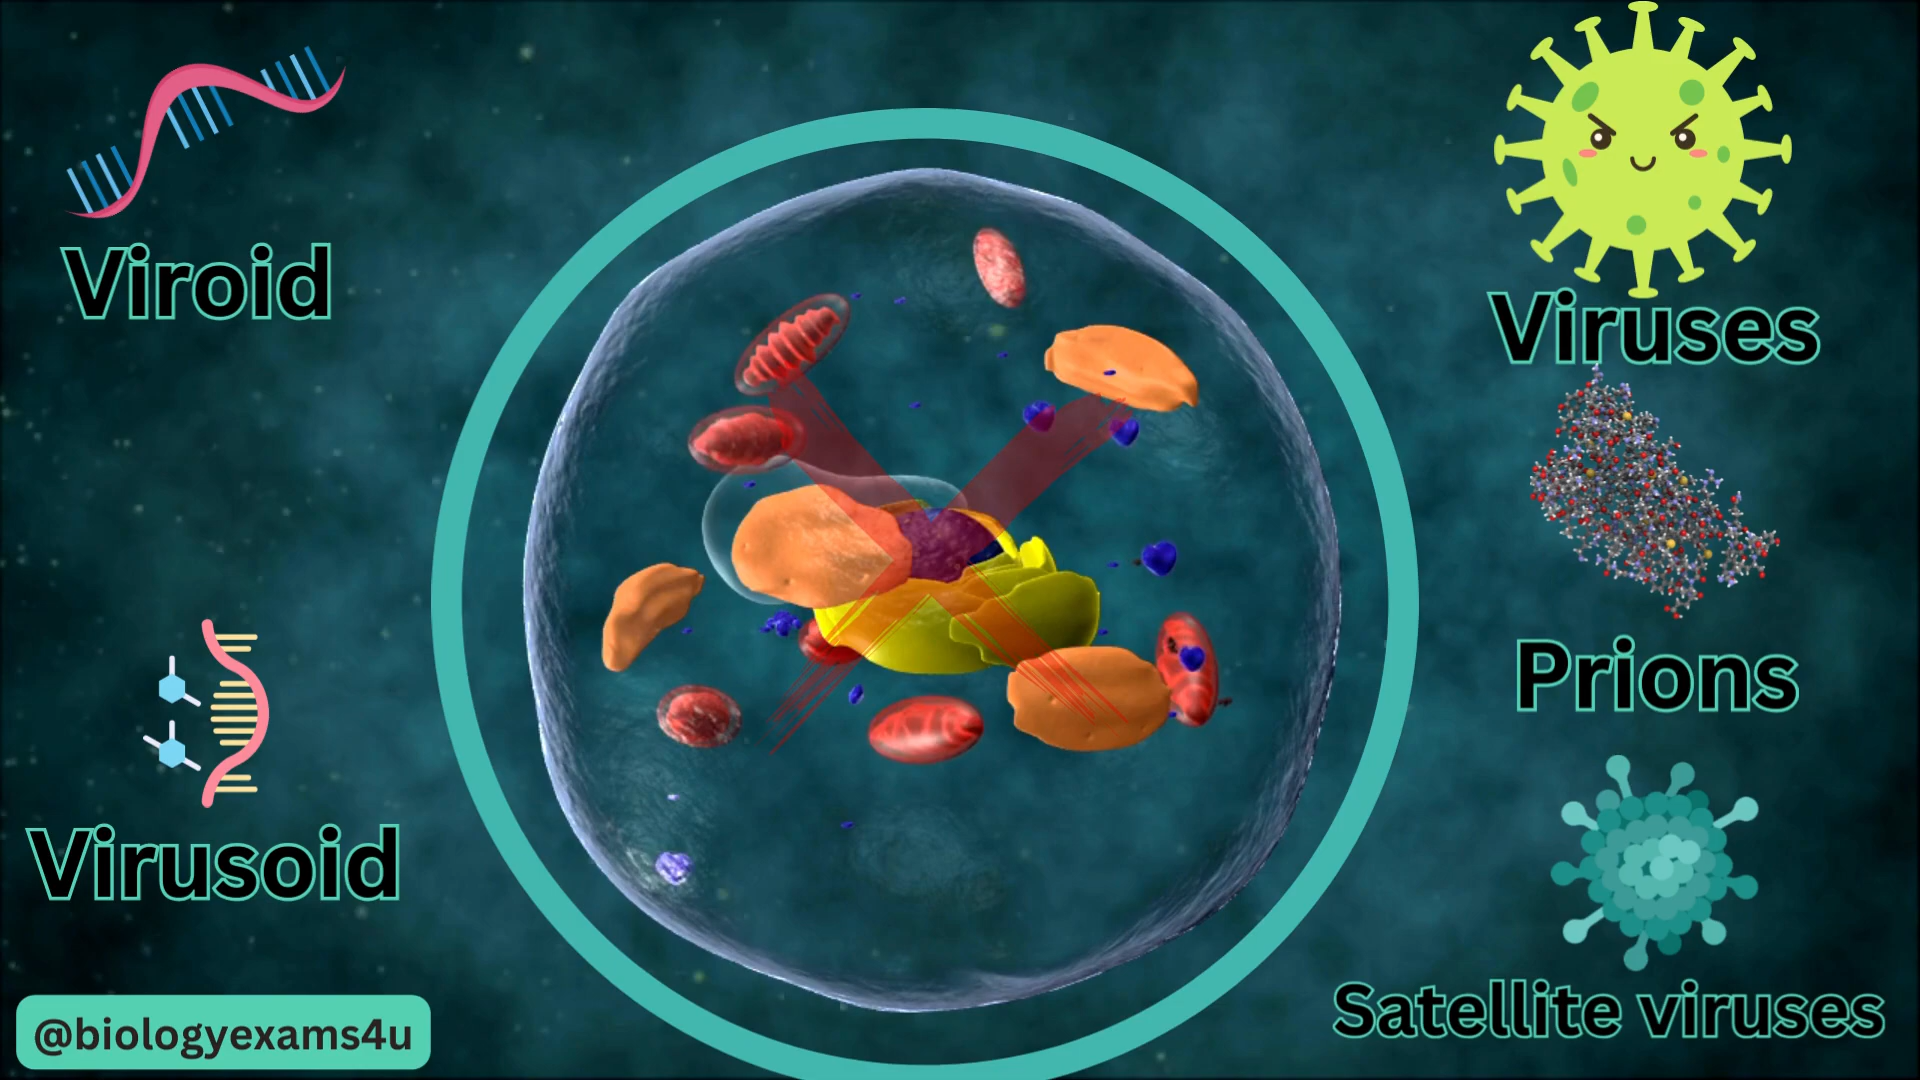 Viroid
Viruses
Prions
Virusoid
Satellite viruses
@biologyexams4u